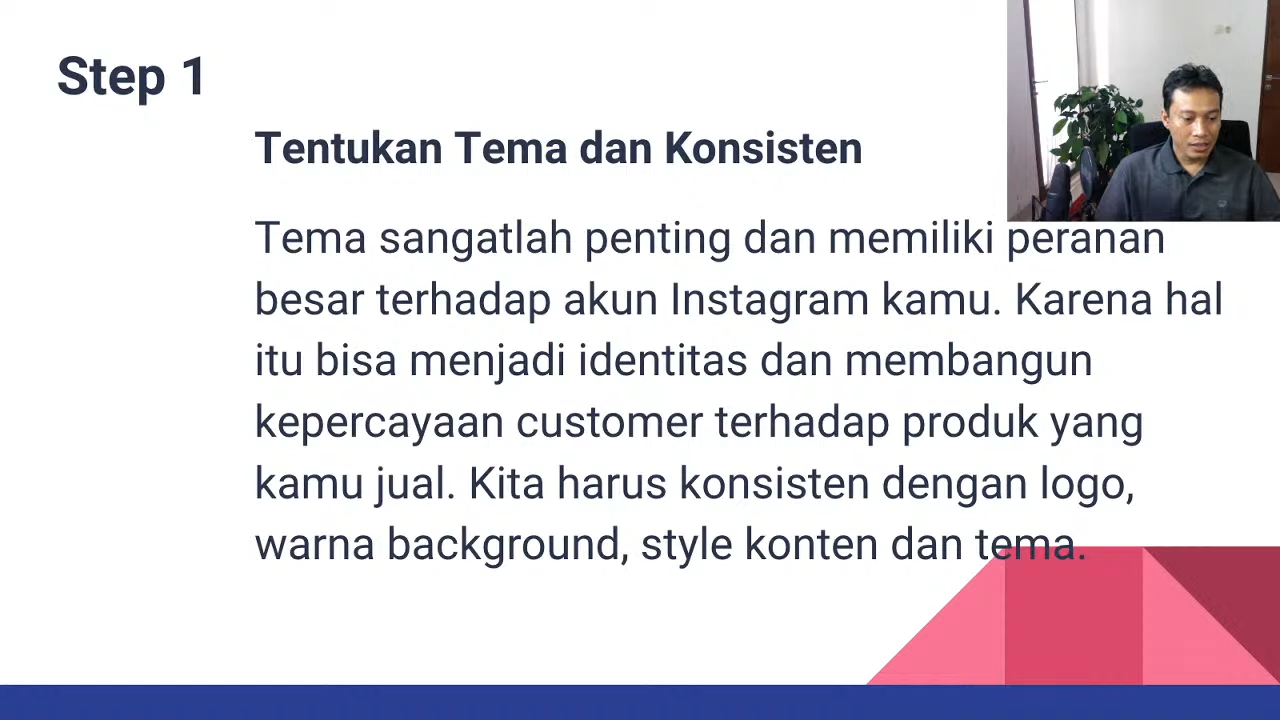 Step 1
Tentukan Tema dan Konsisten
Tema sangatlah penting dan memiliki peranan
besar terhadap akun Instagram kamu. Karena hal
itu bisa menjadi identitas dan membangun
kepercayaan customer terhadap produk yang
kamu jual. Kita harus konsisten dengan logo,
warna background, style konten dan tema.